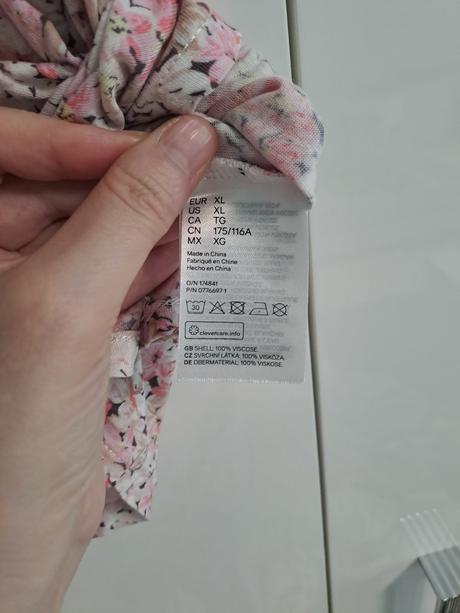 EUR XL
US XL
CA TG
CN 175/116A
MX XG
Made in China
Fabriqué en Chine
Hecho en China
O/N 174841
P/N 0776697 1
30
clevercare.info
GB SHELL: 100% VISCOSE
CZ SVRCHNÍ LÁTKA: 100% VISKÓZA
DE OBERMATERIAL: 100% VISKOSE